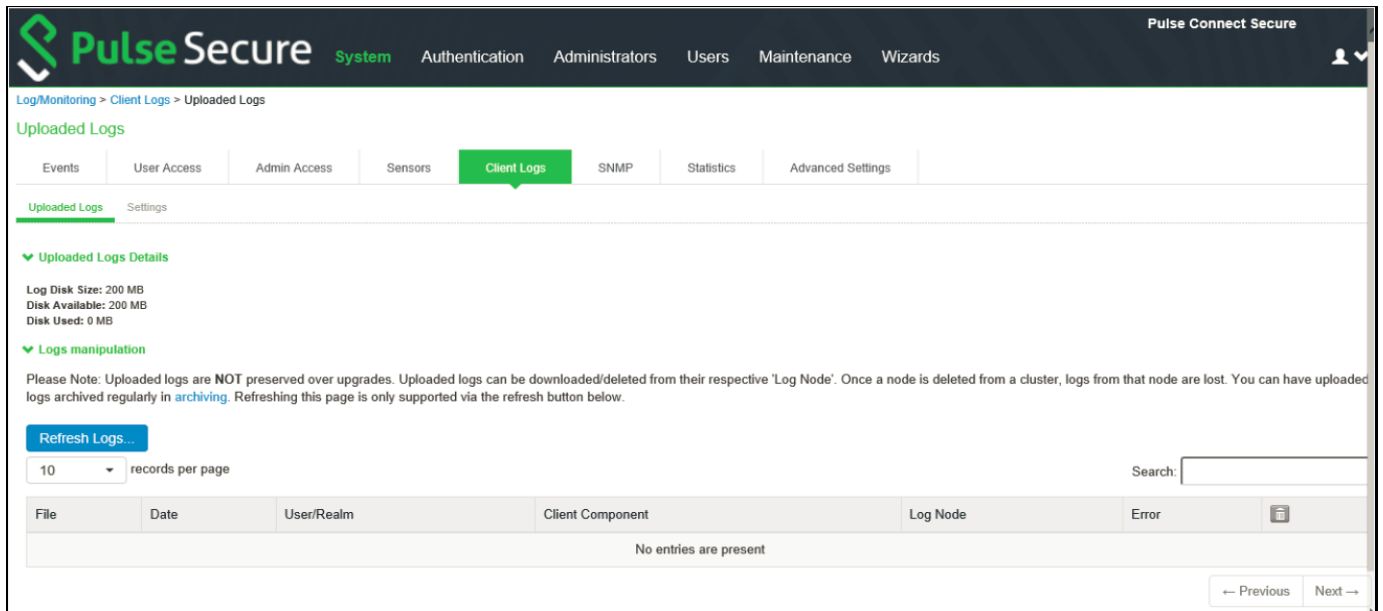 Pulse Connect Secure
Pulse Secure System Authentication Administrators Users Maintenance Wizards
Log/Monitoring > Client Logs > Uploaded Logs
Uploaded Logs
Events User Access Admin Access Sensors Client Logs SNMP Statistics Advanced Settings
Uploaded Logs Settings
Uploaded Logs Details
Log Disk Size: 200 MB
Disk Available: 200 MB
Disk Used: 0 MB
Logs manipulation
Please Note: Uploaded logs are NOT preserved over upgrades. Uploaded logs can be downloaded/deleted from their respective 'Log Node'. Once a node is deleted from a cluster, logs from that node are lost. You can have uploaded
logs archived regularly in archiving. Refreshing this page is only supported via the refresh button below.
Refresh Logs...
10 records per page Search:
File Date User/Realm Client Component Log Node Error
No entries are present
← Previous Next →